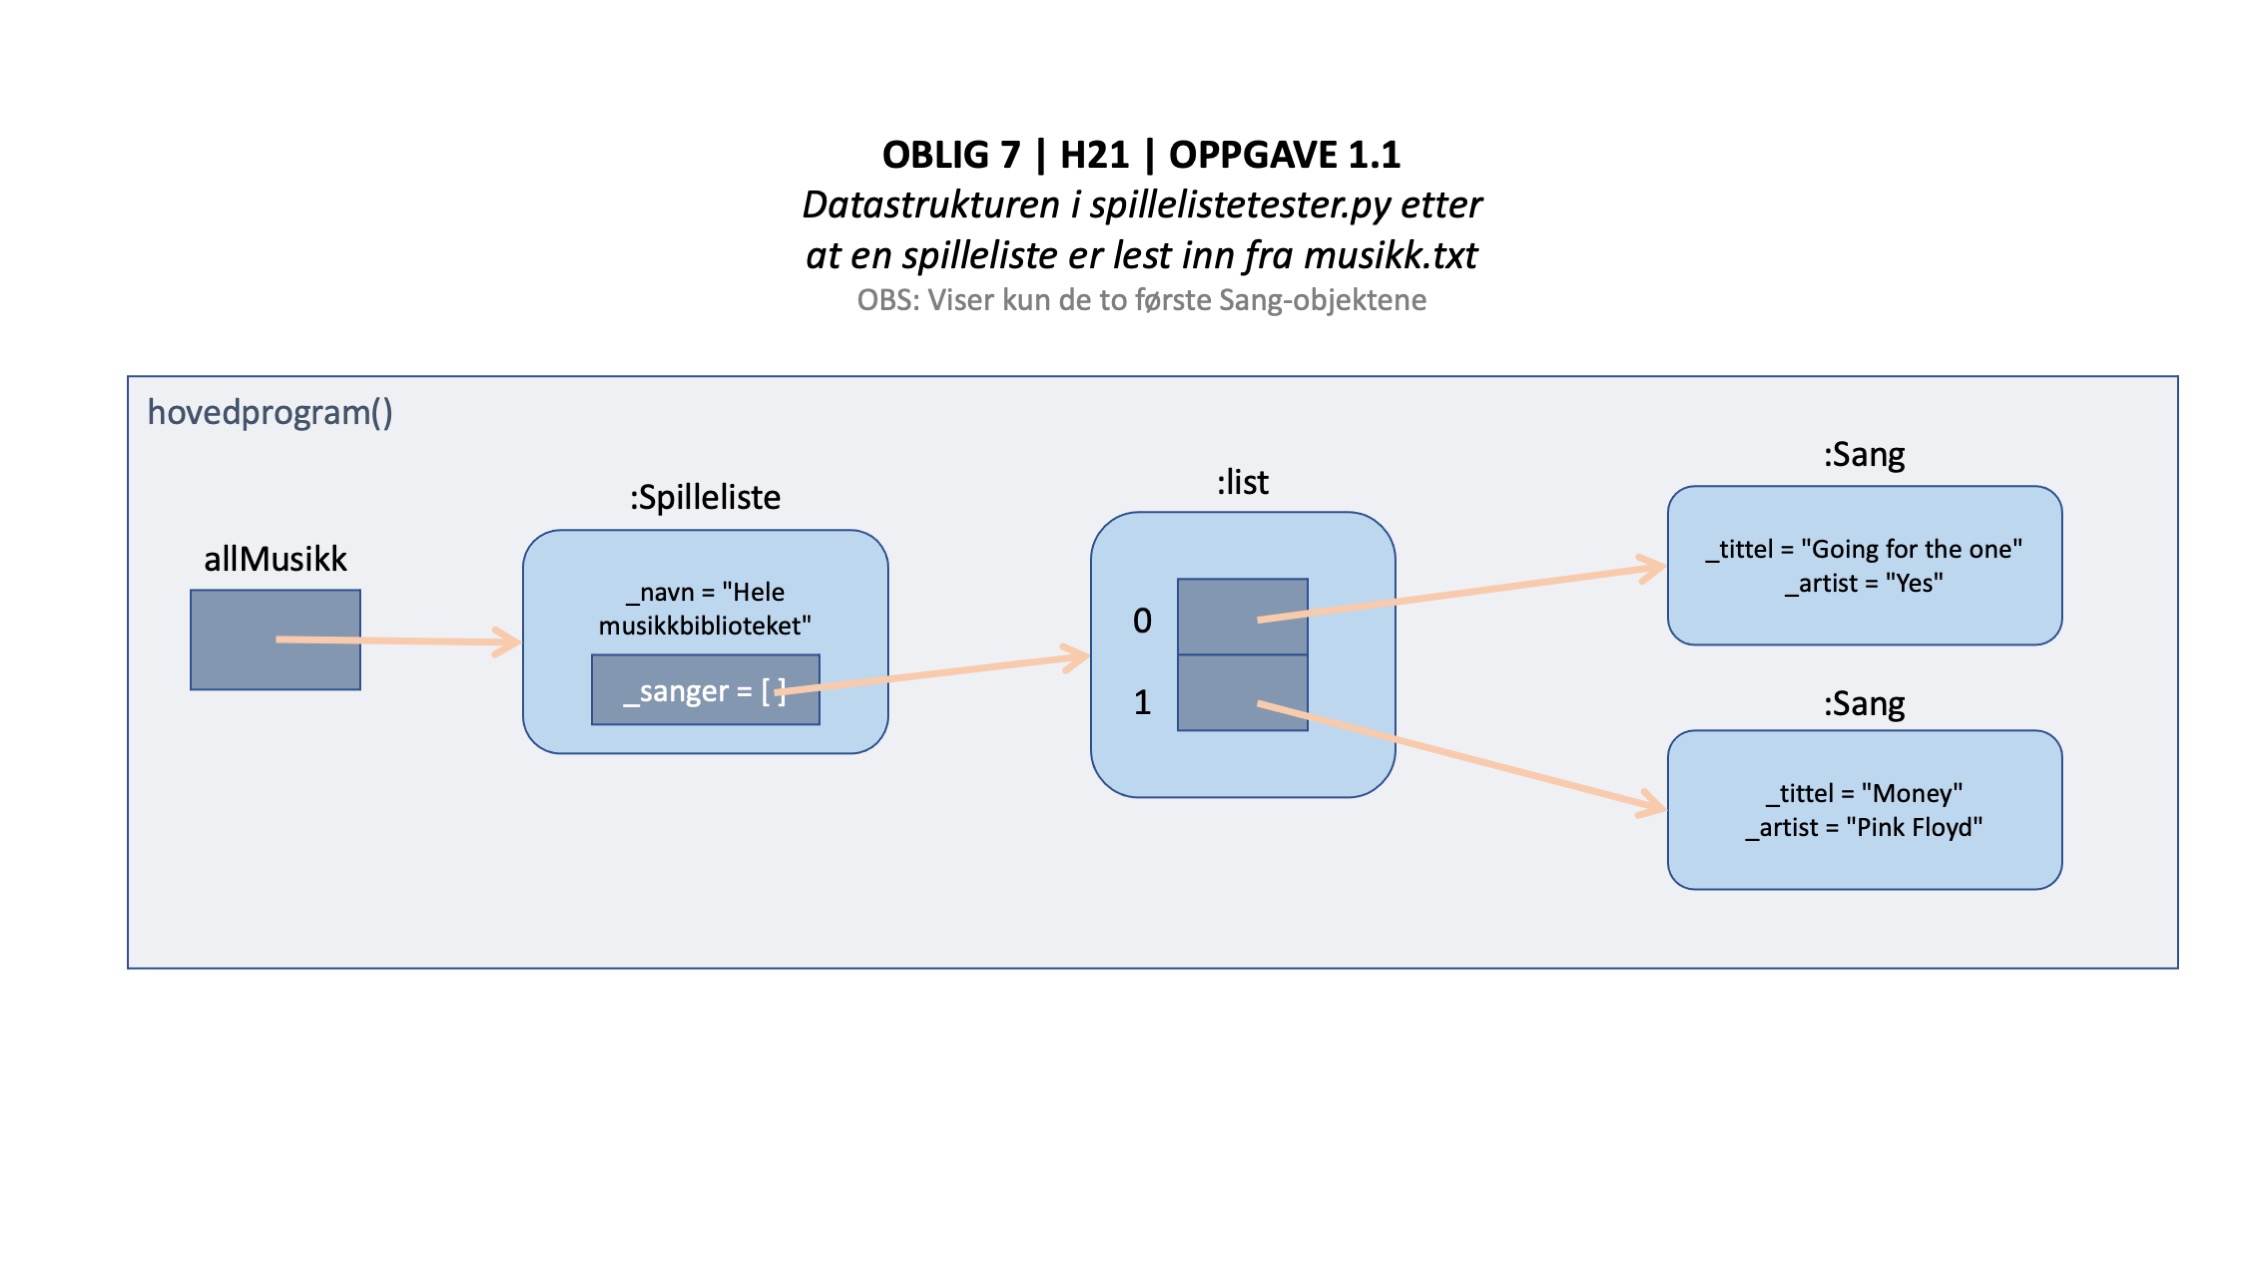 OBLIG 7 | H21 | OPPGAVE 1.1
Datastrukturen i spillelistetester.py etter
at en spilleliste er lest inn fra musikk.txt
OBS: Viser kun de to første Sang-objektene
hovedprogram()
allMusikk
:Spilleliste
_navn = "Hele
musikkbiblioteket"
_sanger = [ ]
:list
0
1
:Sang
_tittel = "Going for the one"
_artist = "Yes"
:Sang
_tittel = "Money"
_artist = "Pink Floyd"